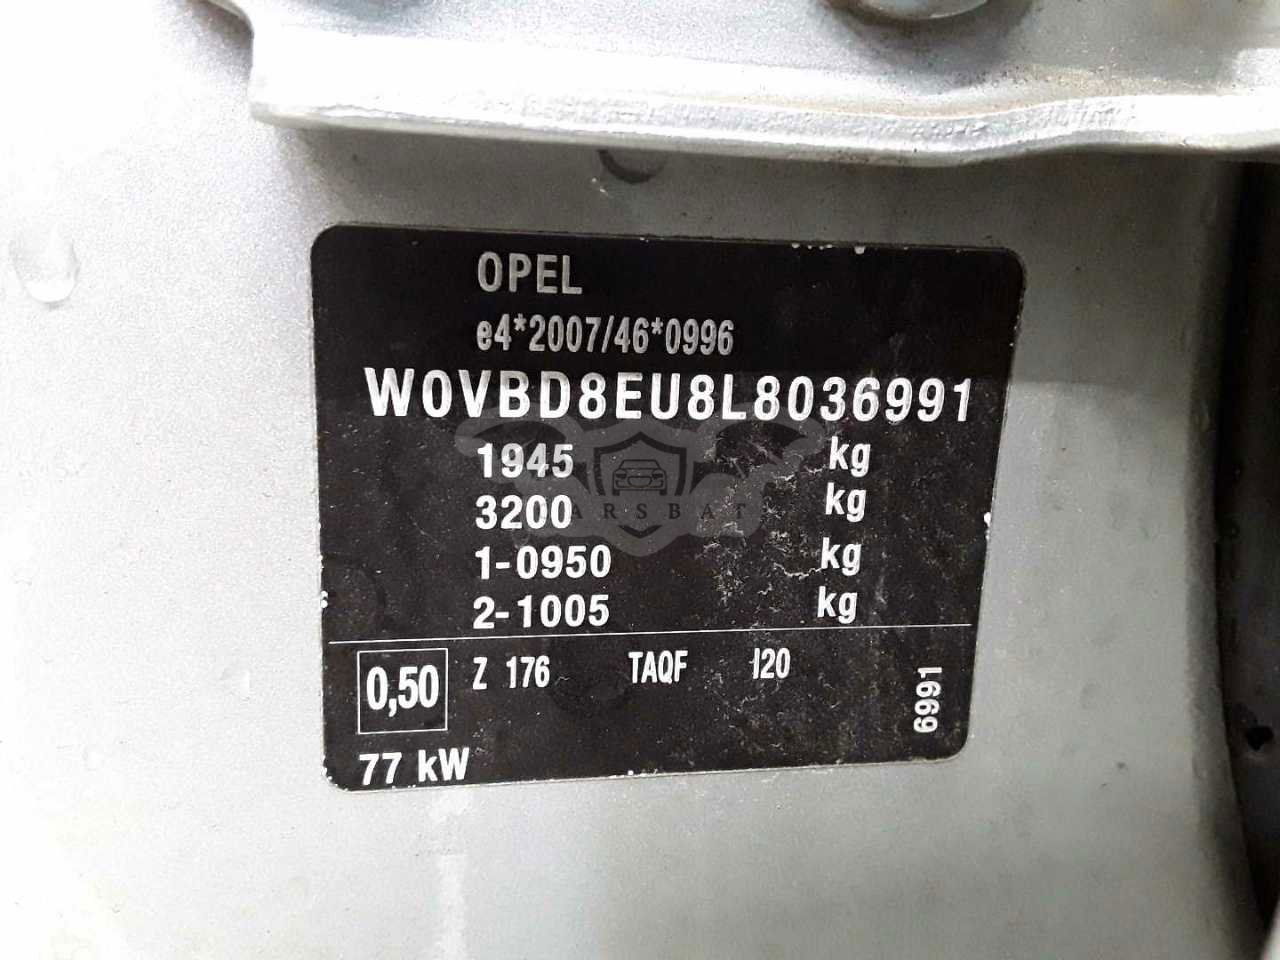 OPEL
e4*2007/46*0996
W0VBD8EU8L8036991
1945 kg
3200 kg
1-0950 kg
2-1005 kg
0,50 Z 176 TAQF I20
6991
77 kW
CARSBAT